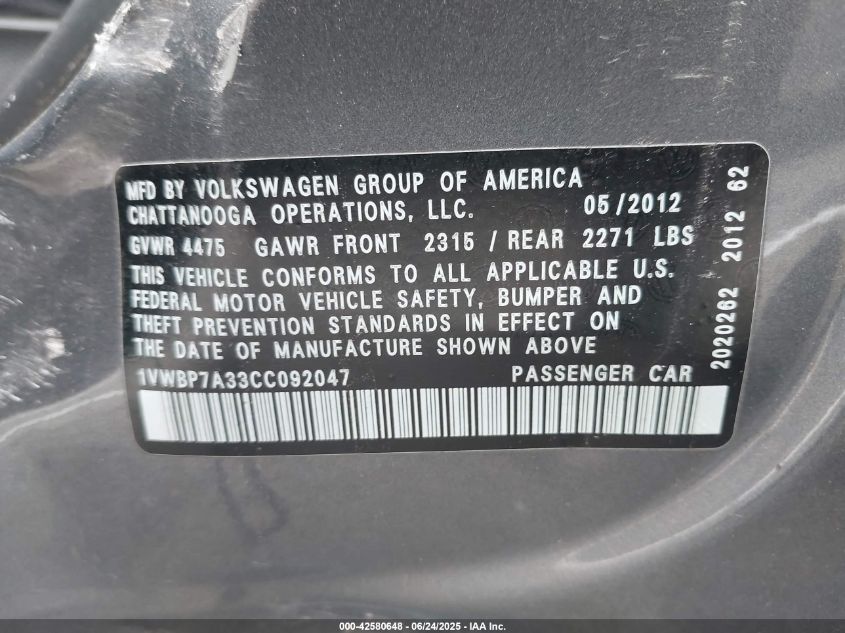 MFD BY VOLKSWAGEN GROUP OF AMERICA
CHATTANOOGA OPERATIONS, LLC. 05/2012
GVWR 4475 GAWR FRONT 2315 / REAR 2271 LBS
THIS VEHICLE CONFORMS TO ALL APPLICABLE U.S.
FEDERAL MOTOR VEHICLE SAFETY, BUMPER AND
THEFT PREVENTION STANDARDS IN EFFECT ON
THE DATE OF MANUFACTURE SHOWN ABOVE
1VWBP7A33CC092047 PASSENGER CAR
2020262 2012 62
000-42580648 - 06/24/2025 - IAA Inc.